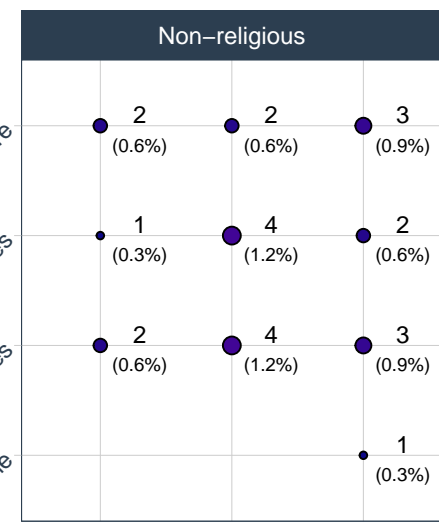 Non−religious
2 2 3
(0.6%) (0.6%) (0.9%)
1 4 2
(0.3%) (1.2%) (0.6%)
2 4 3
(0.6%) (1.2%) (0.9%)
1
(0.3%)